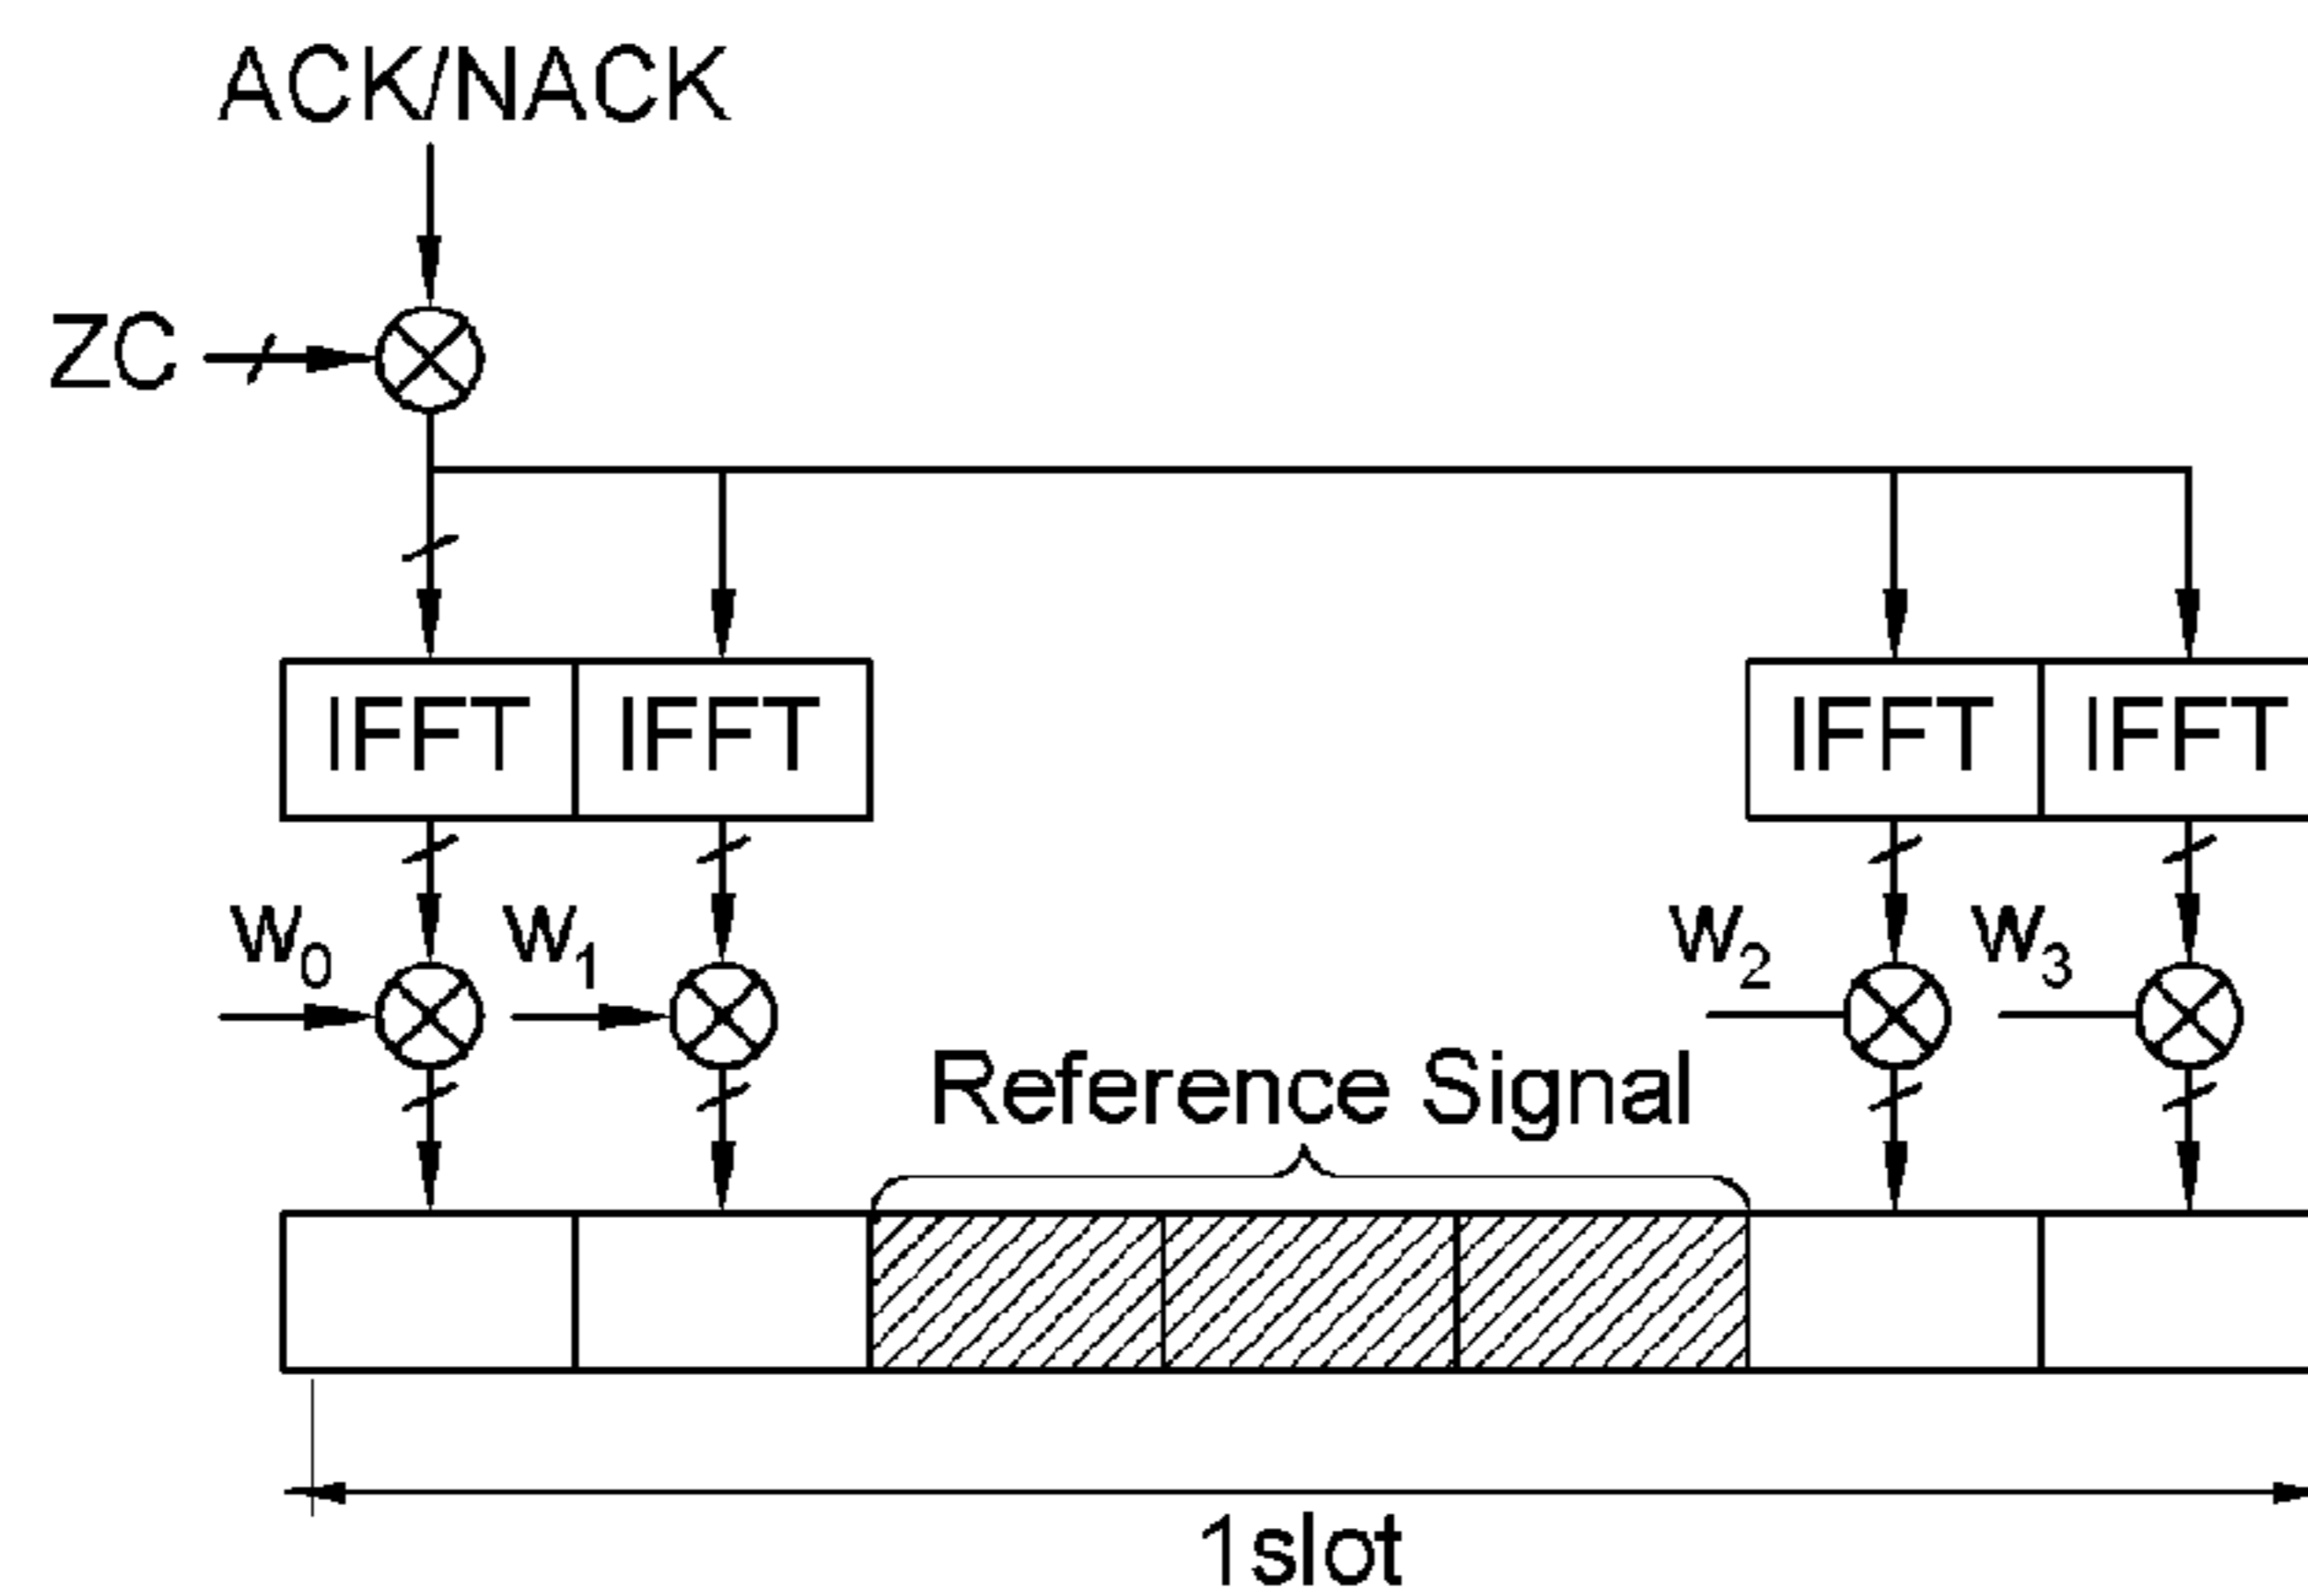 ACK/NACK
ZC
IFFT IFFT IFFT IFFT
w0 w1 w2 w3
Reference Signal
1slot